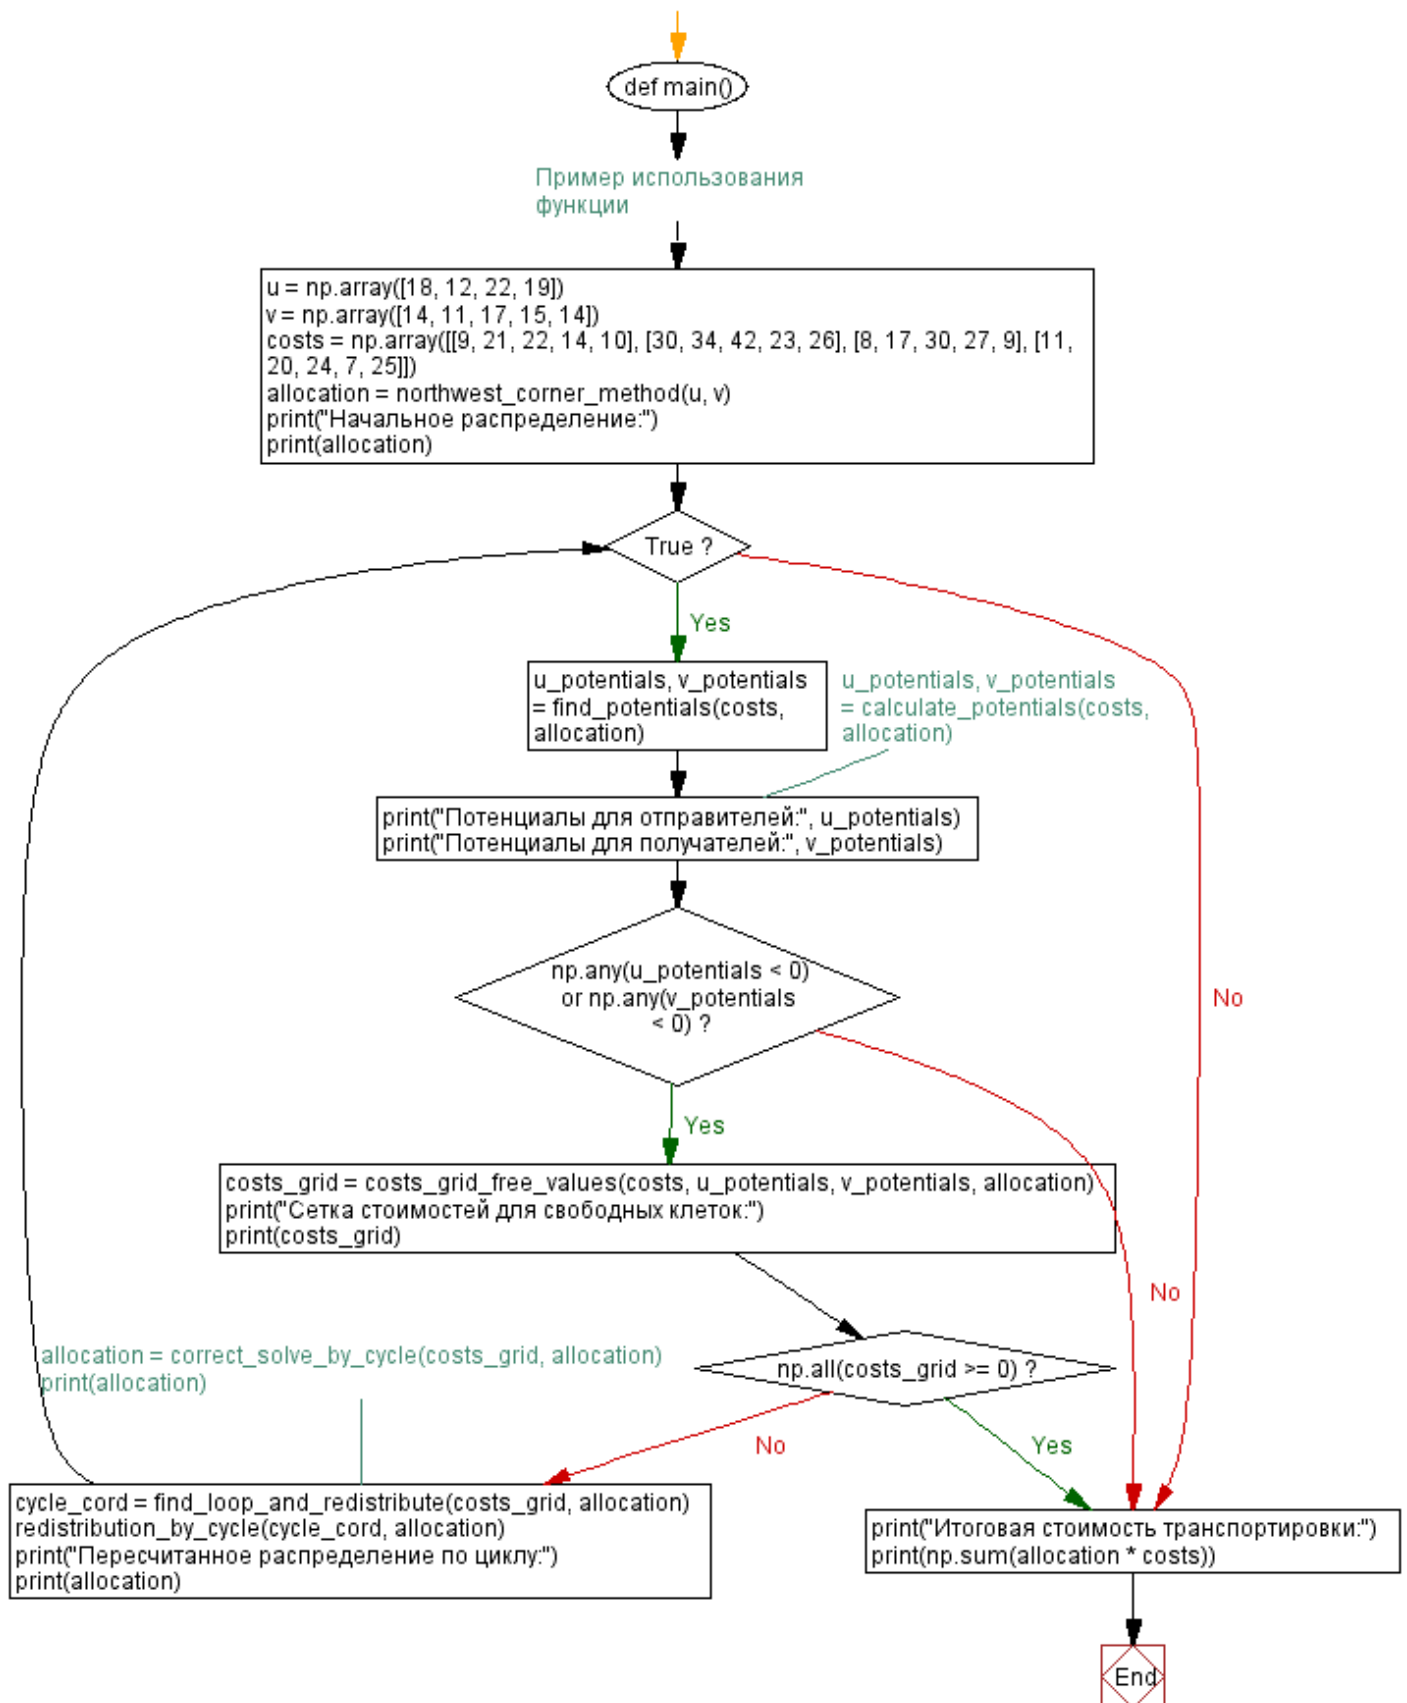 def main()
Пример использования
функции
u = np.array([18, 12, 22, 19])
v = np.array([14, 11, 17, 15, 14])
costs = np.array([[9, 21, 22, 14, 10], [30, 34, 42, 23, 26], [8, 17, 30, 27, 9], [11,
20, 24, 7, 25]])
allocation = northwest_corner_method(u, v)
print("Начальное распределение:")
print(allocation)
True ?
Yes
u_potentials, v_potentials
= find_potentials(costs,
allocation)
u_potentials, v_potentials
= calculate_potentials(costs,
allocation)
print("Потенциалы для отправителей:", u_potentials)
print("Потенциалы для получателей:", v_potentials)
np.any(u_potentials < 0)
or np.any(v_potentials
< 0) ?
No
Yes
costs_grid = costs_grid_free_values(costs, u_potentials, v_potentials, allocation)
print("Сетка стоимостей для свободных клеток:")
print(costs_grid)
No
allocation = correct_solve_by_cycle(costs_grid, allocation)
print(allocation)
np.all(costs_grid >= 0) ?
No
Yes
cycle_cord = find_loop_and_redistribute(costs_grid, allocation)
redistribution_by_cycle(cycle_cord, allocation)
print("Пересчитанное распределение по циклу:")
print(allocation)
print("Итоговая стоимость транспортировки:")
print(np.sum(allocation * costs))
End